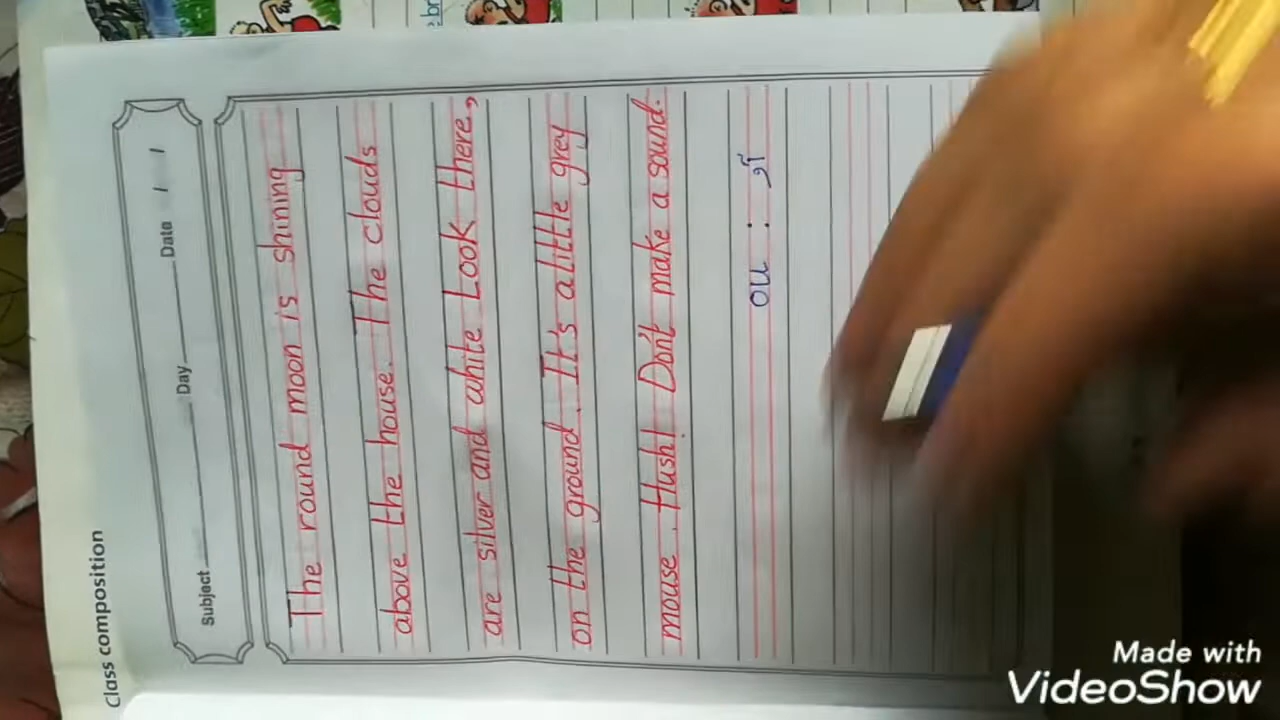 Class composition
Subject Day Date / /
The round moon is shining
above the house. The clouds
are silver and white Look there,
on the ground. It's a little grey
mouse. Hush! Don't make a sound.
ou : آو
Made with
VideoShow